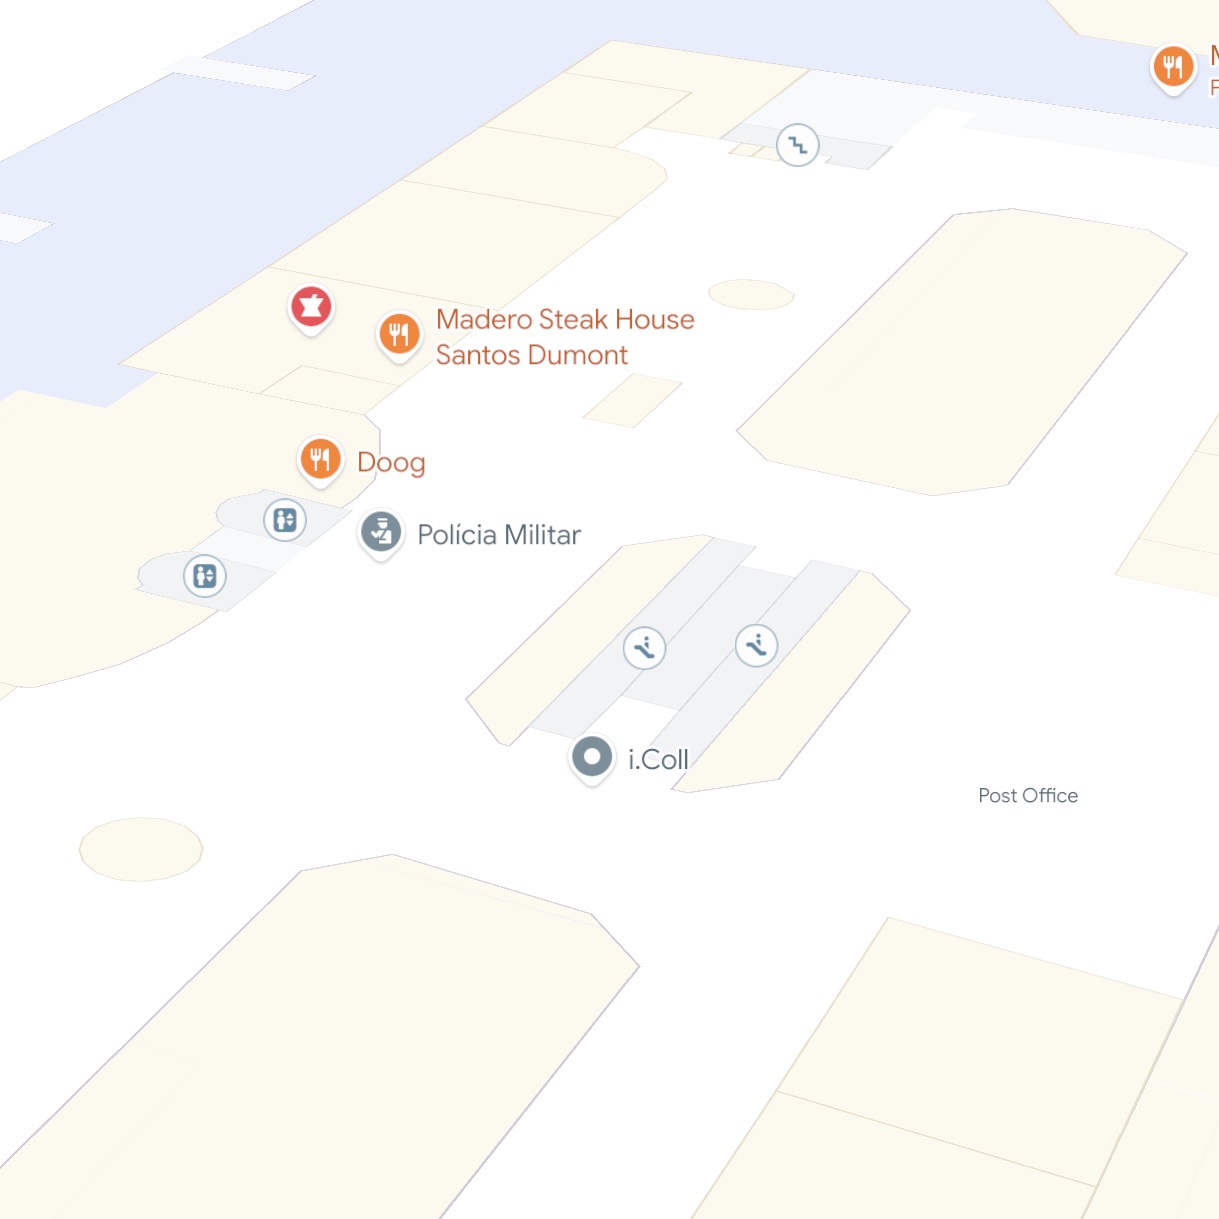 M
F
Madero Steak House
Santos Dumont
Doog
Polícia Militar
i.Coll
Post Office